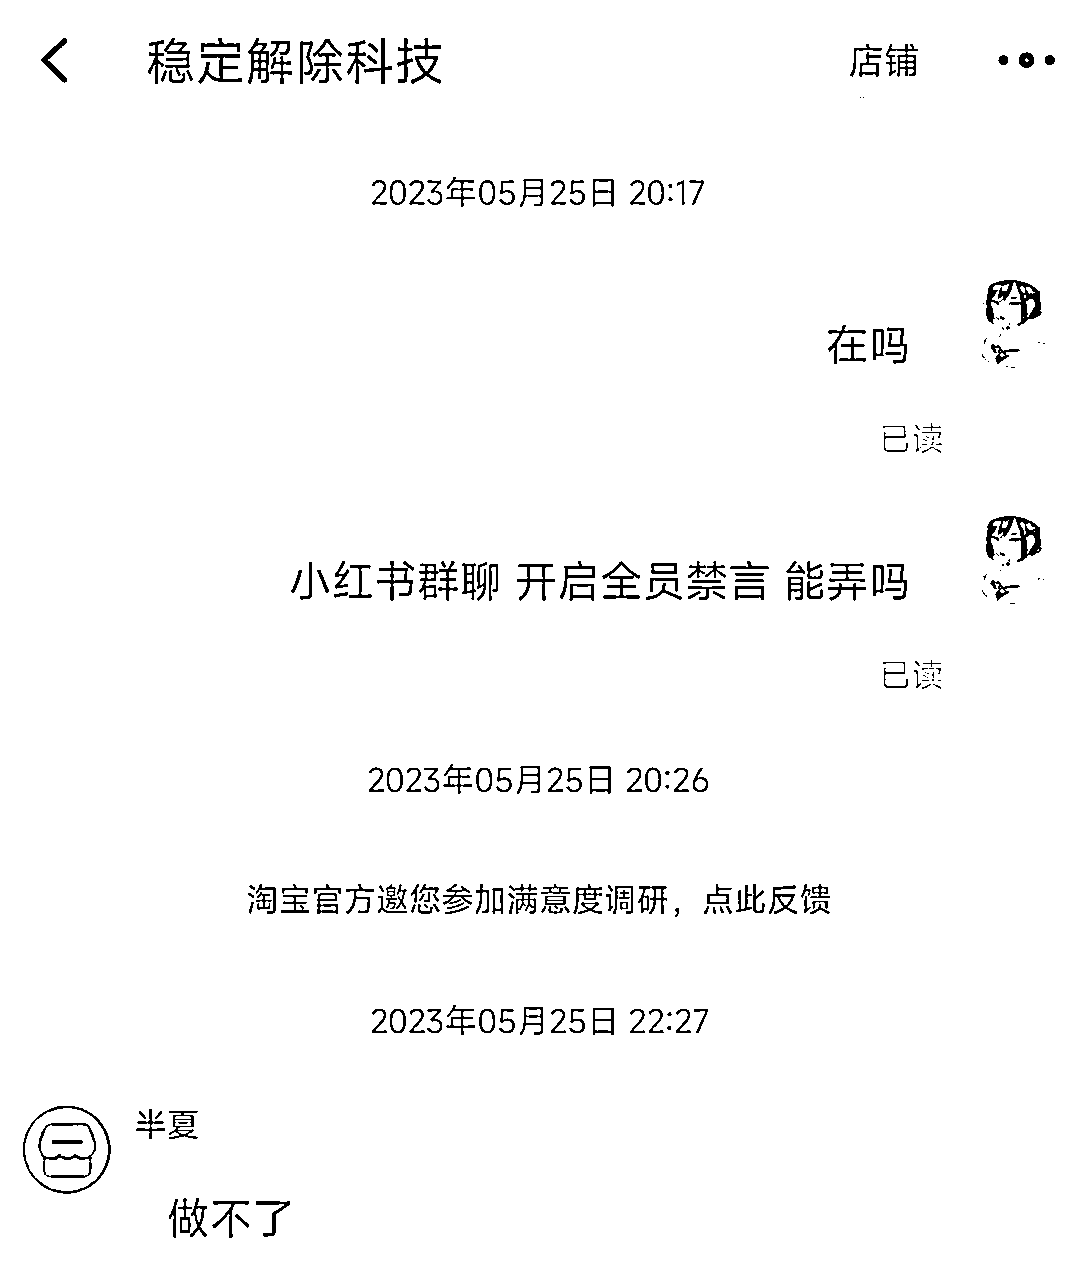 稳定解除科技 店铺
2023年05月25日 20:17
在吗
已读
小红书群聊 开启全员禁言 能弄吗
已读
2023年05月25日 20:26
淘宝官方邀您参加满意度调研，点此反馈
2023年05月25日 22:27
半夏
做不了